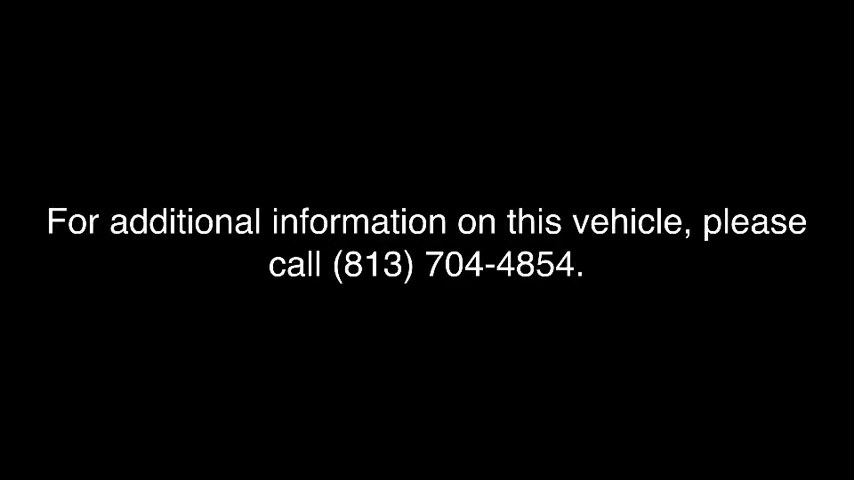 For additional information on this vehicle, please
call (813) 704-4854.